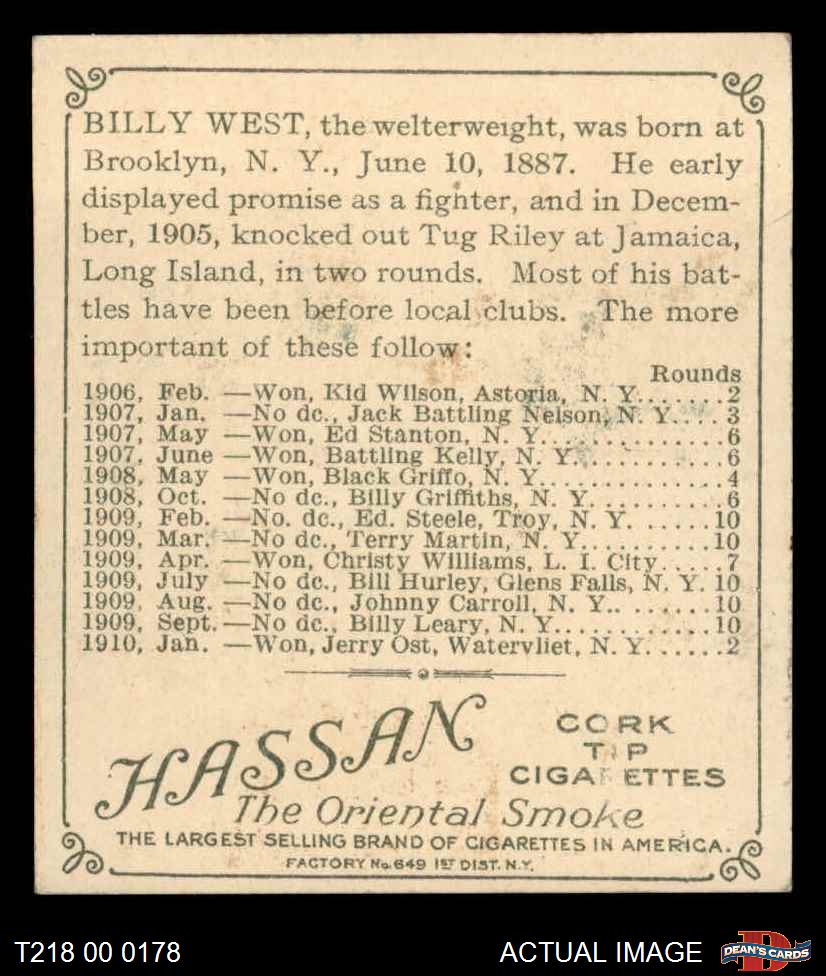 BILLY WEST, the welterweight, was born at
Brooklyn, N. Y., June 10, 1887. He early
displayed promise as a fighter, and in Decem-
ber, 1905, knocked out Tug Riley at Jamaica,
Long Island, in two rounds. Most of his bat-
tles have been before local clubs. The more
important of these follow:
Rounds
1906, Feb. —Won, Kid Wilson, Astoria, N. Y.......2
1907, Jan. —No dc., Jack Battling Nelson, N. Y....3
1907, May —Won, Ed Stanton, N. Y.............6
1907, June —Won, Battling Kelly, N. Y............6
1908, May —Won, Black Griffo, N. Y.............4
1908, Oct. —No dc., Billy Griffiths, N. Y..........6
1909, Feb. —No. dc., Ed. Steele, Troy, N. Y. ......10
1909, Mar. —No dc., Terry Martin, N. Y..........10
1909, Apr. —Won, Christy Williams, L. I. City.....7
1909, July —No dc., Bill Hurley, Glens Falls, N. Y. 10
1909, Aug. —No dc., Johnny Carroll, N. Y.. .......10
1909, Sept. —No dc., Billy Leary, N. Y............10
1910, Jan. —Won, Jerry Ost, Watervliet, N. Y......2
HASSAN
CORK
TIP
CIGARETTES
The Oriental Smoke
THE LARGEST SELLING BRAND OF CIGARETTES IN AMERICA.
FACTORY No. 649 1ST DIST. N.Y.
T218 00 0178
ACTUAL IMAGE
DEAN'S CARDS